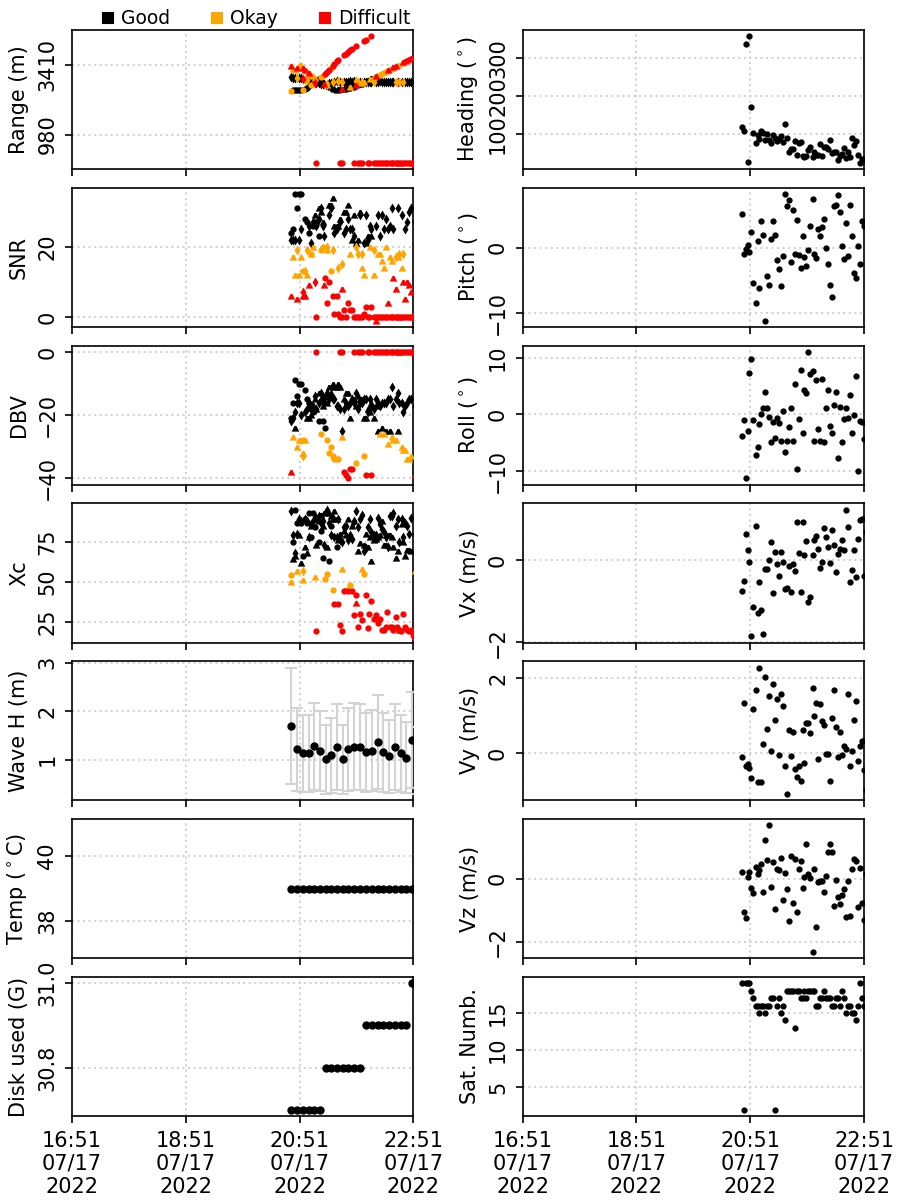 Good Okay Difficult
Range (m)
3410
980
Heading (°)
300
200
100
SNR
20
0
Pitch (°)
0
−10
DBV
0
−20
−40
Roll (°)
10
0
−10
Xc
75
50
25
Vx (m/s)
0
−2
Wave H (m)
3
2
1
Vy (m/s)
2
0
Temp (°C)
40
38
Vz (m/s)
0
−2
Disk used (G)
31.0
30.8
Sat. Numb.
15
10
5
16:51 18:51 20:51 22:51
07/17 07/17 07/17 07/17
2022 2022 2022 2022
16:51 18:51 20:51 22:51
07/17 07/17 07/17 07/17
2022 2022 2022 2022